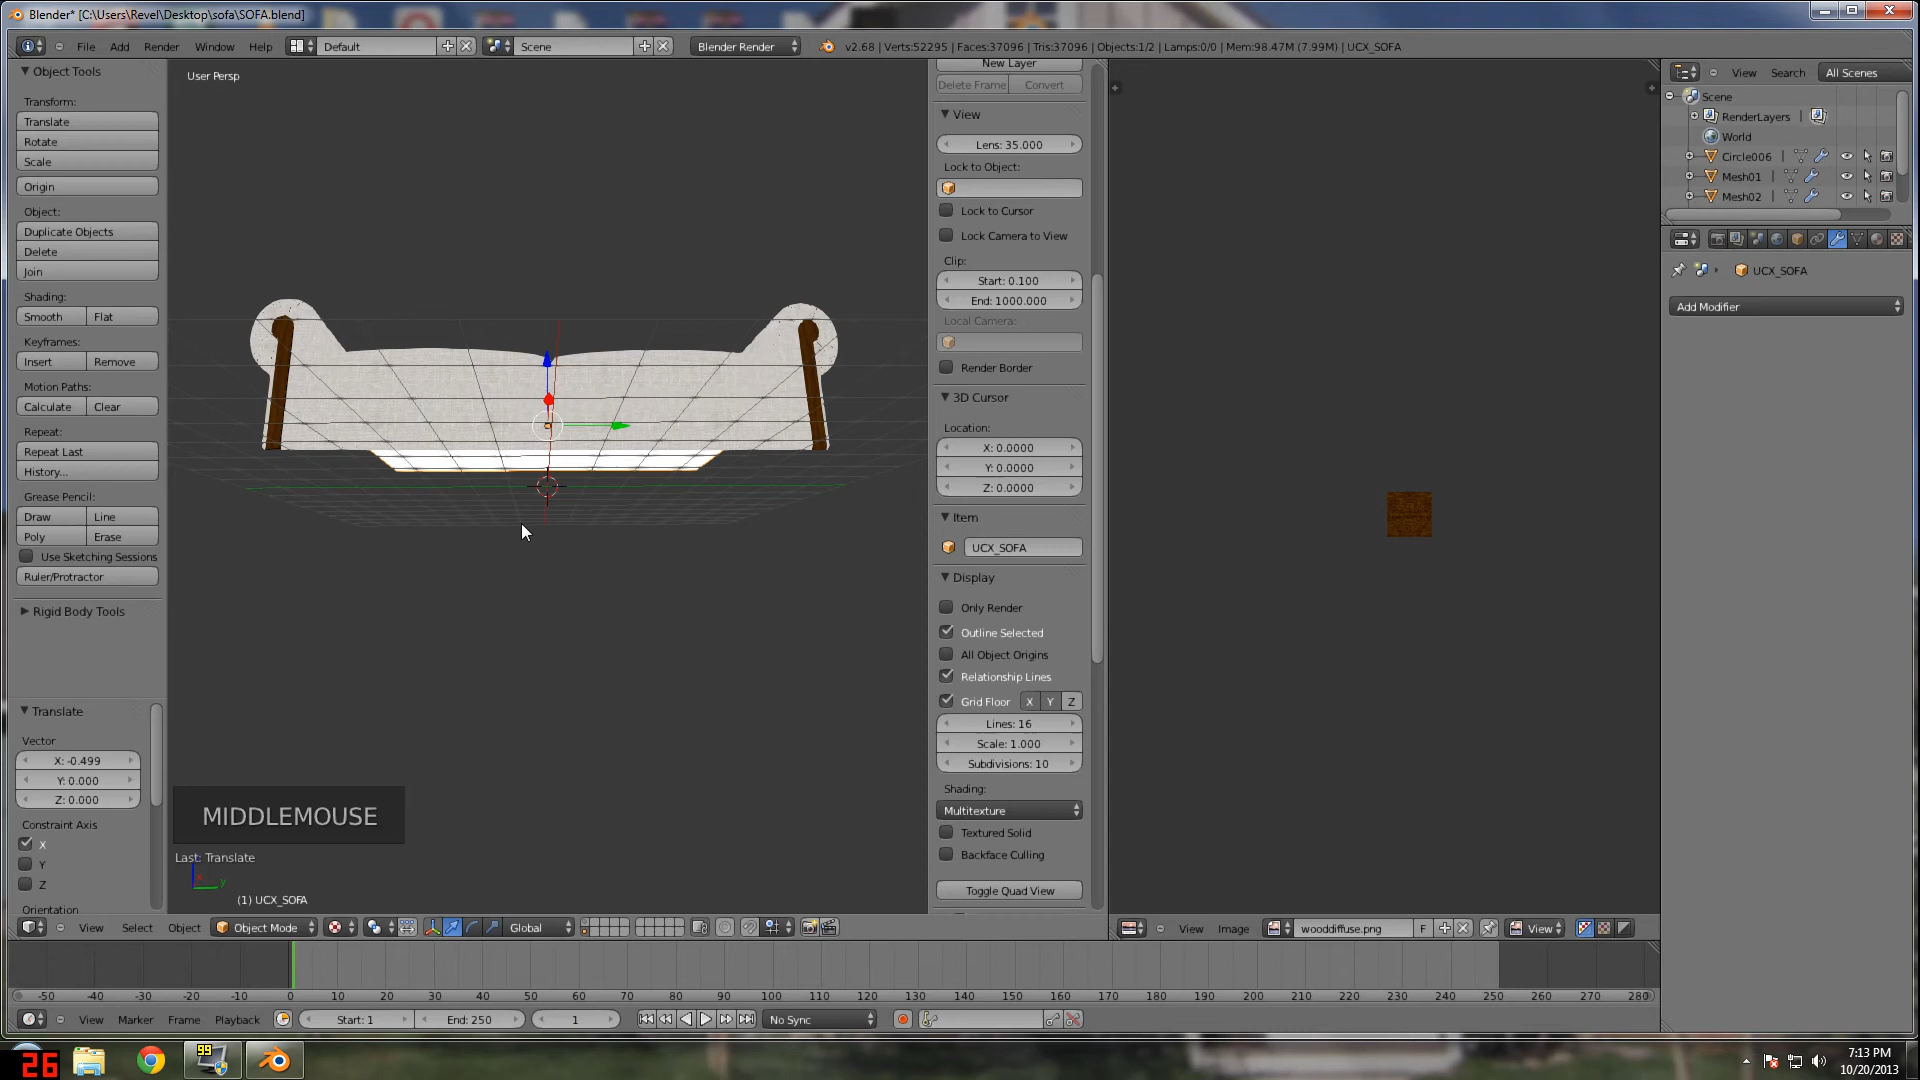 Blender* [C:\Users\Revel\Desktop\sofa\SOFA.blend]
File Add Render Window Help Default Scene Blender Render v2.68 | Verts:52295 | Faces:37096 | Tris:37096 | Objects:1/2 | Lamps:0/0 | Mem:98.47M (7.99M) | UCX_SOFA
Object Tools
Transform:
Translate
Rotate
Scale
Origin
Object:
Duplicate Objects
Delete
Join
Shading:
Smooth Flat
Keyframes:
Insert Remove
Motion Paths:
Calculate Clear
Repeat:
Repeat Last
History...
Grease Pencil:
Draw Line
Poly Erase
Use Sketching Sessions
Ruler/Protractor
Rigid Body Tools
Translate
Vector
X: -0.499
Y: 0.000
Z: 0.000
Constraint Axis
X
Y
Z
Orientation
User Persp
MIDDLEMOUSE
Last: Translate
y
(1) UCX_SOFA
New Layer
Delete Frame Convert
View
Lens: 35.000
Lock to Object:
Lock to Cursor
Lock Camera to View
Clip:
Start: 0.100
End: 1000.000
Local Camera:
Render Border
3D Cursor
Location:
X: 0.0000
Y: 0.0000
Z: 0.0000
Item
UCX_SOFA
Display
Only Render
Outline Selected
All Object Origins
Relationship Lines
Grid Floor X Y Z
Lines: 16
Scale: 1.000
Subdivisions: 10
Shading:
Multitexture
Textured Solid
Backface Culling
Toggle Quad View
View Search All Scenes
Scene
RenderLayers
World
Circle006
Mesh01
Mesh02
UCX_SOFA
Add Modifier
View Select Object Object Mode Global
View Image wooddiffuse.png F View
-50 -40 -30 -20 -10 0 10 20 30 40 50 60 70 80 90 100 110 120 130 140 150 160 170 180 190 200 210 220 230 240 250 260 270 280
View Marker Frame Playback Start: 1 End: 250 1 No Sync
26
99
7:13 PM
10/20/2013